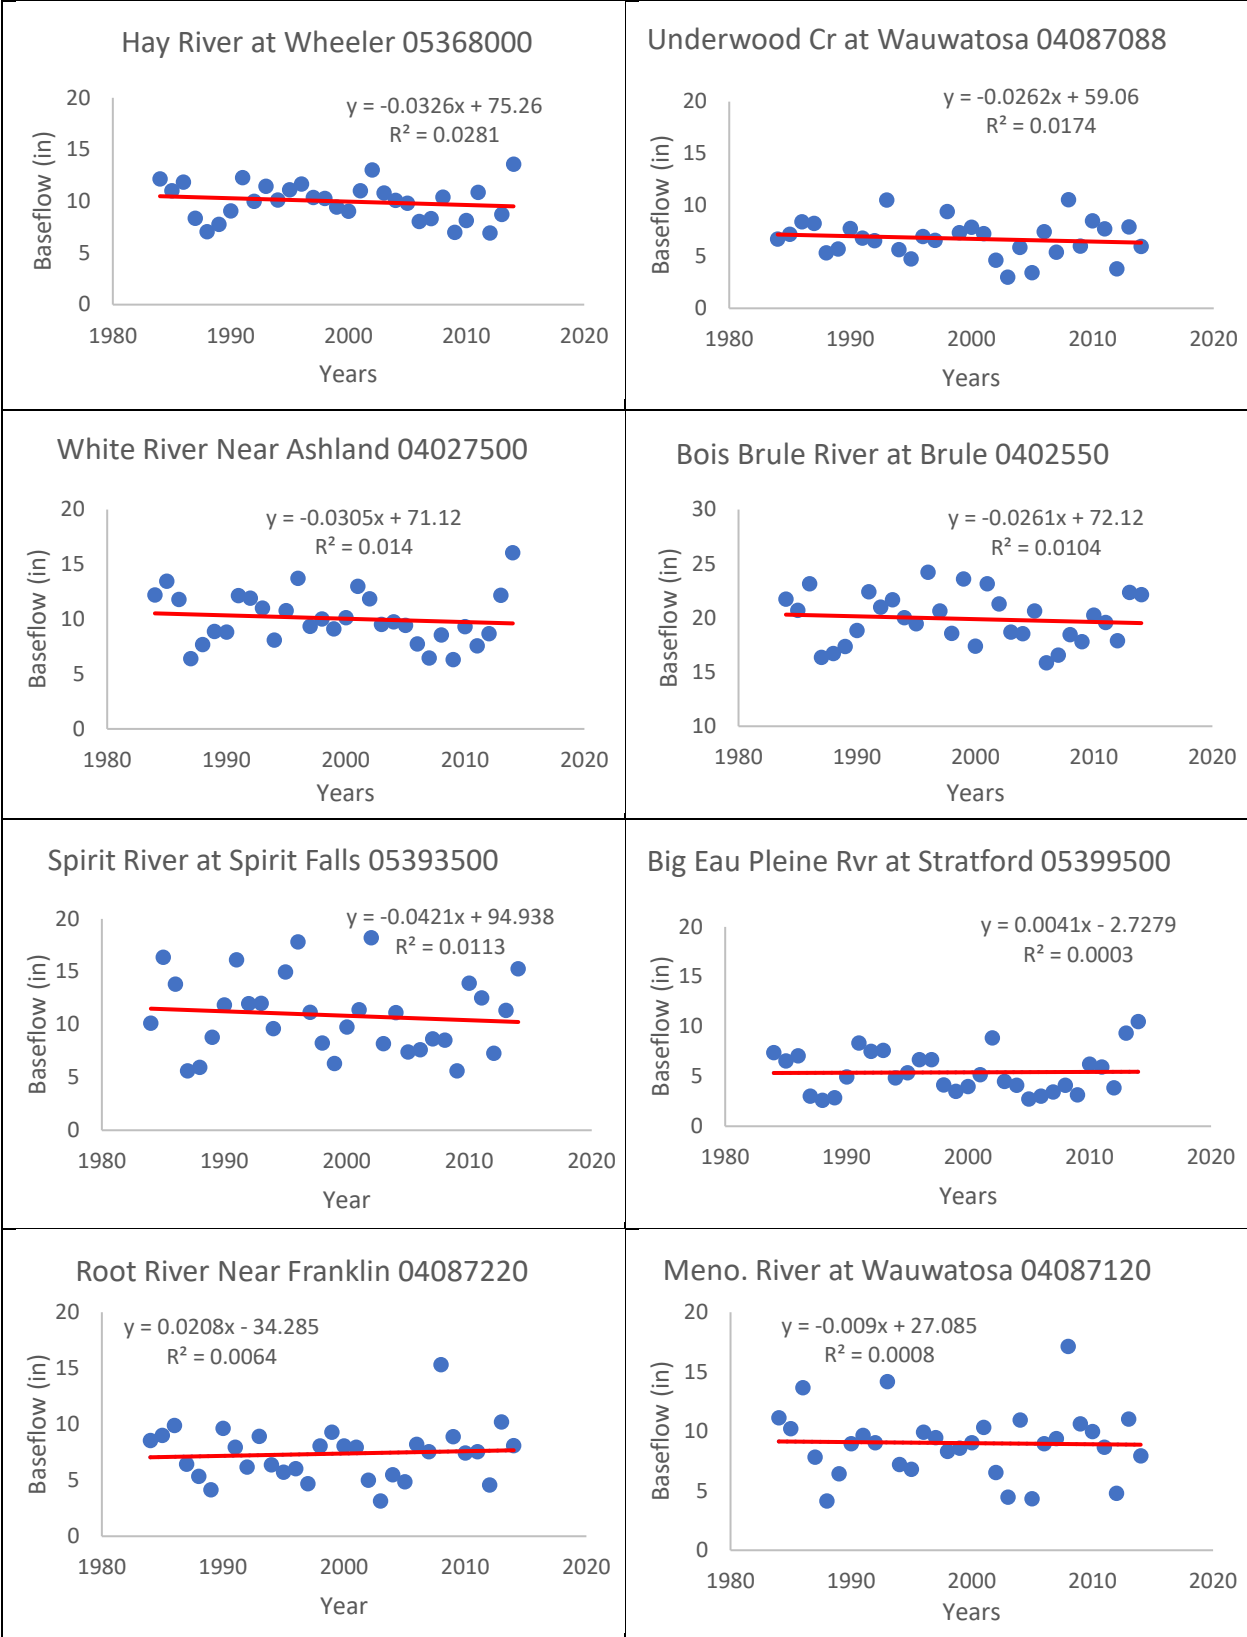 Hay River at Wheeler 05368000
y = -0.0326x + 75.26
R² = 0.0281
20
15
10
5
0
Baseflow (in)
1980 1990 2000 2010 2020
Years
Underwood Cr at Wauwatosa 04087088
y = -0.0262x + 59.06
R² = 0.0174
20
15
10
5
0
Baseflow (in)
1980 1990 2000 2010 2020
Years
White River Near Ashland 04027500
y = -0.0305x + 71.12
R² = 0.014
20
15
10
5
0
Baseflow (in)
1980 1990 2000 2010 2020
Years
Bois Brule River at Brule 0402550
y = -0.0261x + 72.12
R² = 0.0104
30
25
20
15
10
Baseflow (in)
1980 1990 2000 2010 2020
Years
Spirit River at Spirit Falls 05393500
y = -0.0421x + 94.938
R² = 0.0113
20
15
10
5
0
Baseflow (in)
1980 1990 2000 2010 2020
Year
Big Eau Pleine Rvr at Stratford 05399500
y = 0.0041x - 2.7279
R² = 0.0003
20
15
10
5
0
Baseflow (in)
1980 1990 2000 2010 2020
Years
Root River Near Franklin 04087220
y = 0.0208x - 34.285
R² = 0.0064
20
15
10
5
0
Baseflow (in)
1980 1990 2000 2010 2020
Year
Meno. River at Wauwatosa 04087120
y = -0.009x + 27.085
R² = 0.0008
20
15
10
5
0
Baseflow (in)
1980 1990 2000 2010 2020
Years